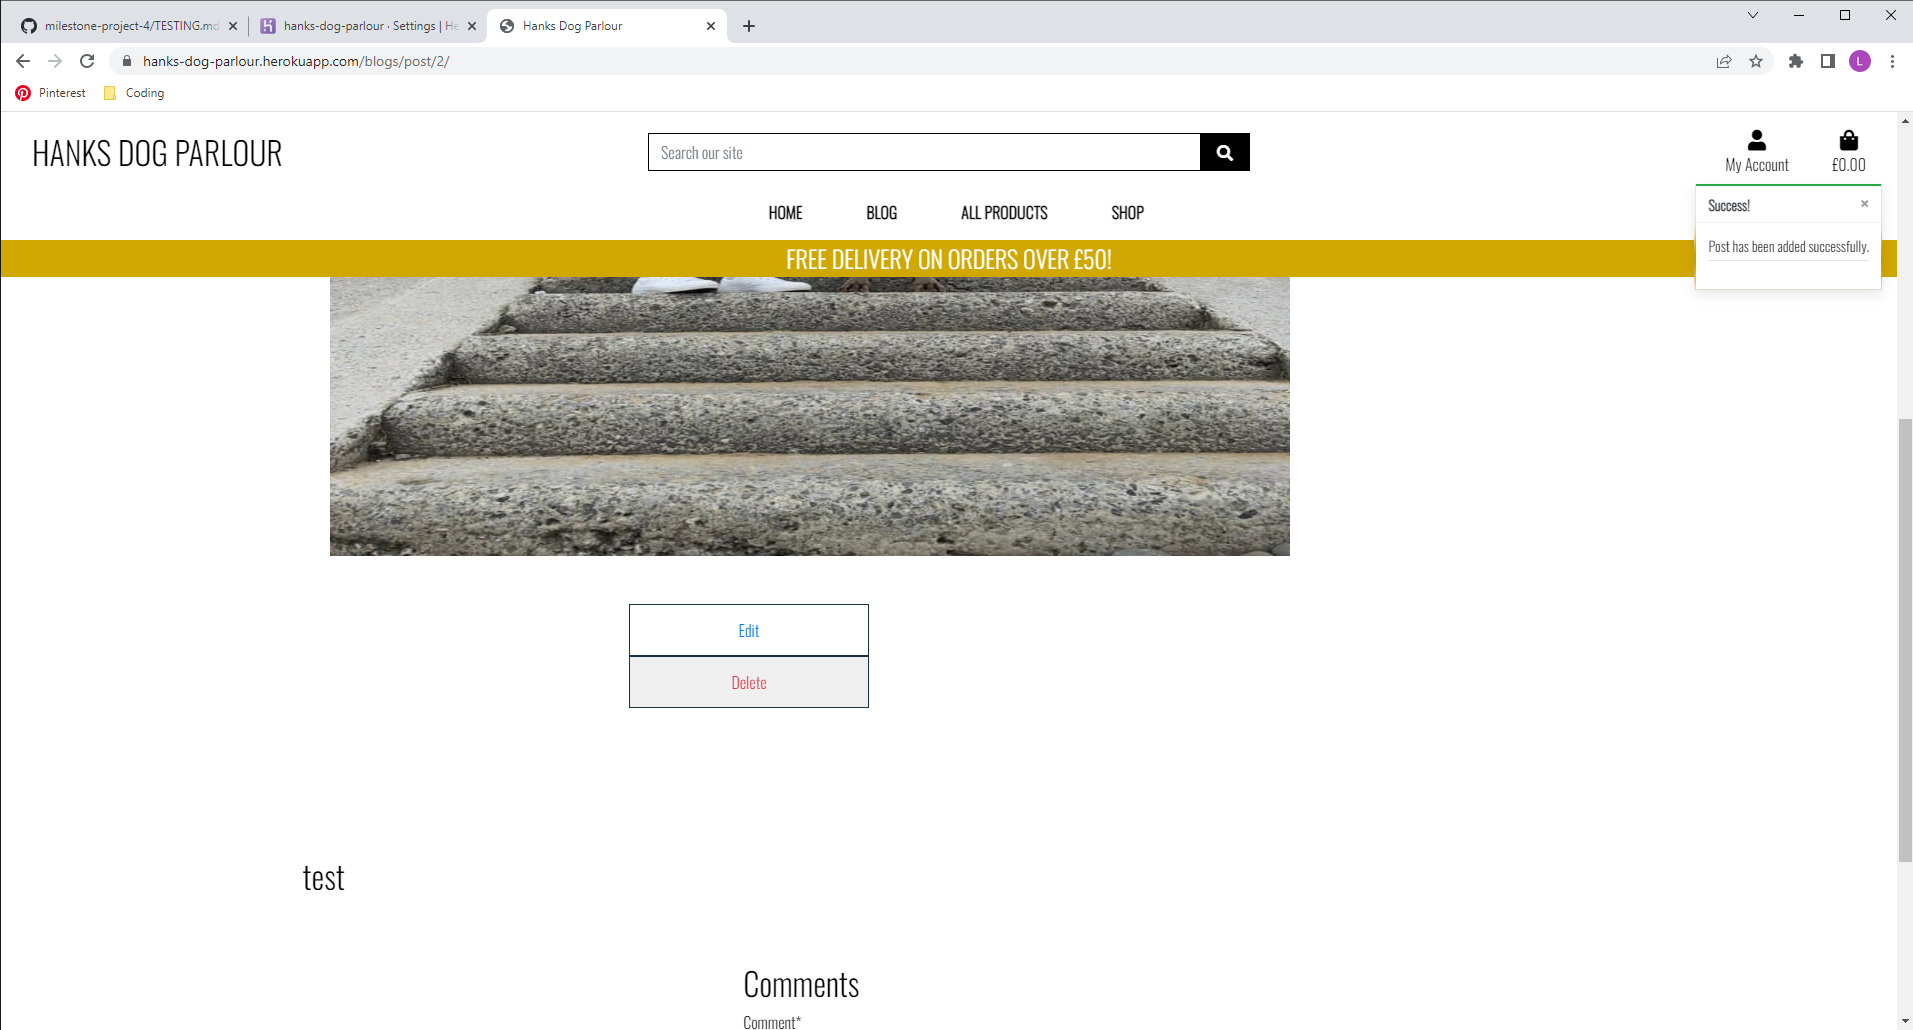 milestone-project-4/TESTING.md
hanks-dog-parlour · Settings | He
Hanks Dog Parlour
hanks-dog-parlour.herokuapp.com/blogs/post/2/
L
Pinterest
Coding
HANKS DOG PARLOUR
Search our site
My Account
£0.00
HOME
BLOG
ALL PRODUCTS
SHOP
Success!
×
Post has been added successfully.
FREE DELIVERY ON ORDERS OVER £50!
Edit
Delete
test
Comments
Comment*